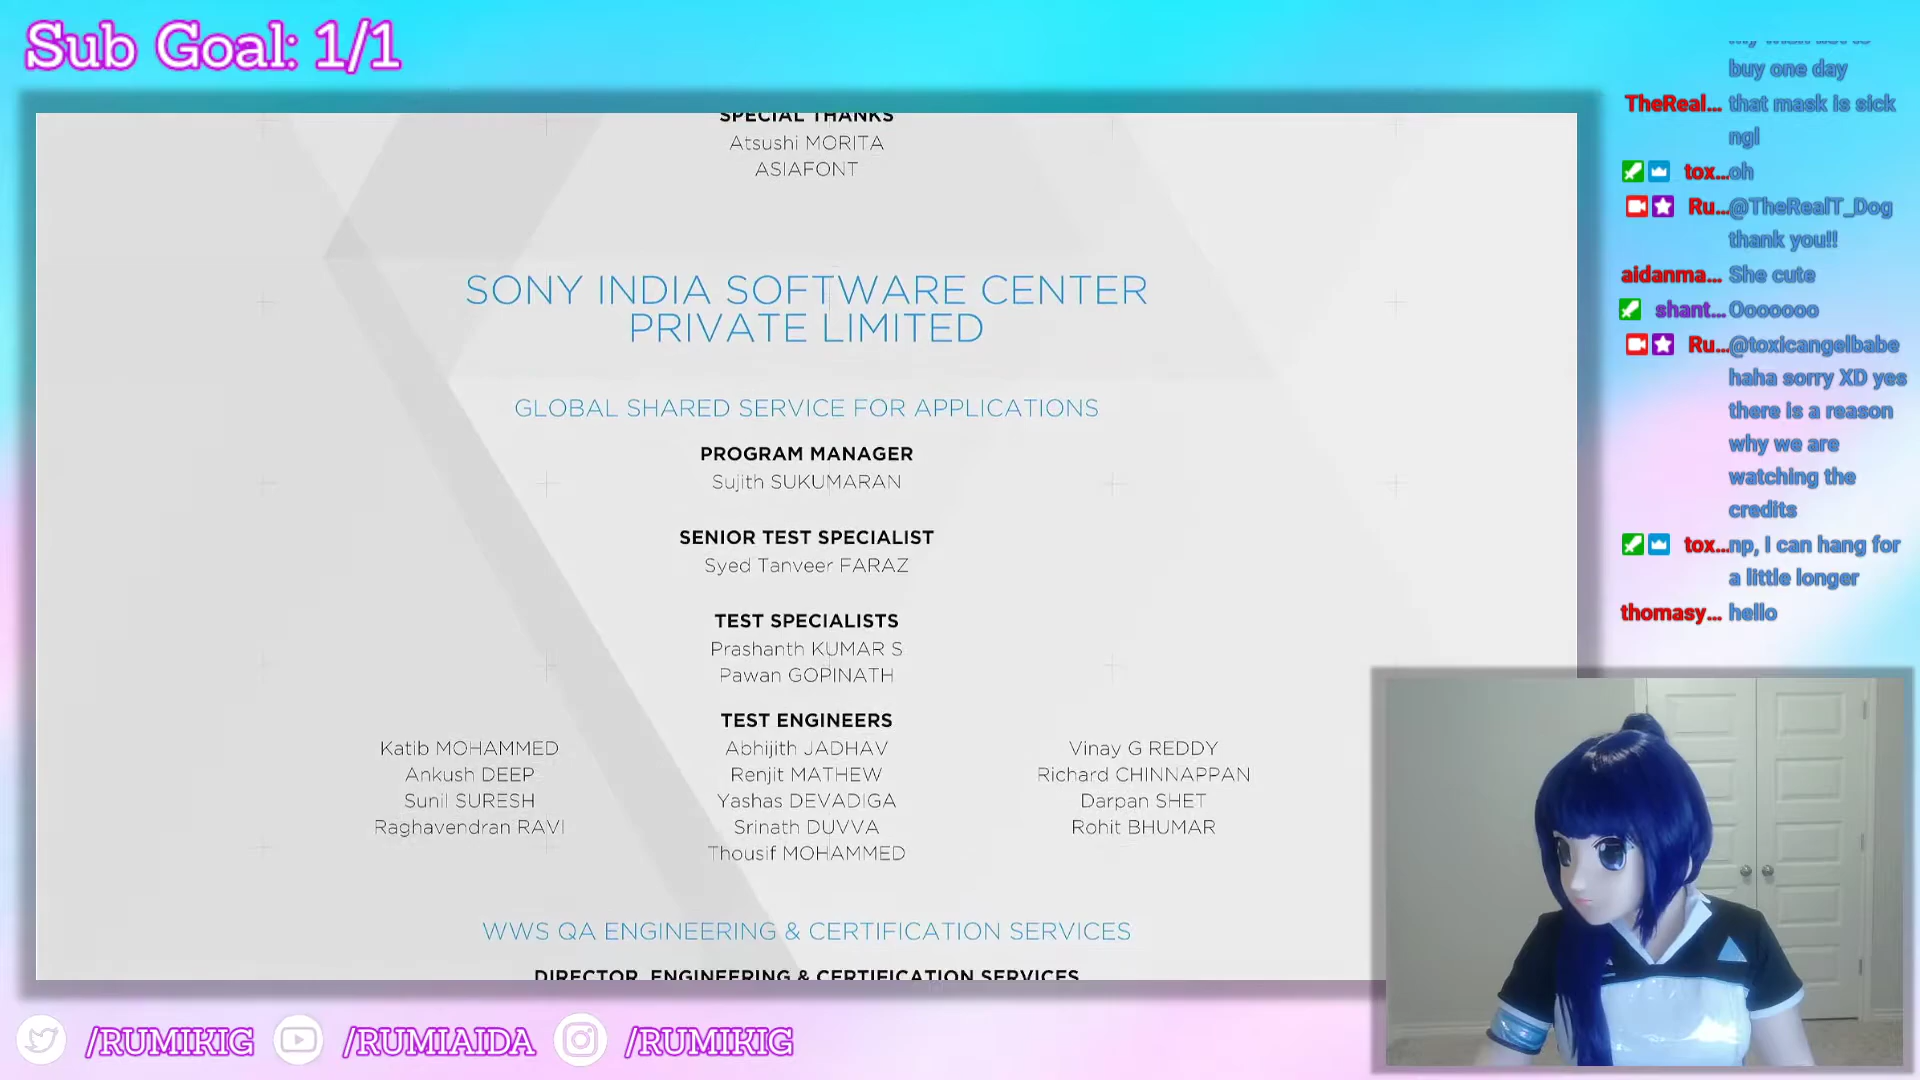 Sub Goal: 1/1
SPECIAL THANKS
Atsushi MORITA
ASIAFONT
SONY INDIA SOFTWARE CENTER
PRIVATE LIMITED
GLOBAL SHARED SERVICE FOR APPLICATIONS
PROGRAM MANAGER
Sujith SUKUMARAN
SENIOR TEST SPECIALIST
Syed Tanveer FARAZ
TEST SPECIALISTS
Prashanth KUMAR S
Pawan GOPINATH
TEST ENGINEERS
Katib MOHAMMED Abhijith JADHAV Vinay G REDDY
Ankush DEEP Renjit MATHEW Richard CHINNAPPAN
Sunil SURESH Yashas DEVADIGA Darpan SHET
Raghavendran RAVI Srinath DUVVA Rohit BHUMAR
Thousif MOHAMMED
WWS QA ENGINEERING & CERTIFICATION SERVICES
DIRECTOR, ENGINEERING & CERTIFICATION SERVICES
buy one day
TheReal... that mask is sick
ngl
tox... oh
Ru... @TheRealT_Dog
thank you!!
aidanma... She cute
shant... Ooooooo
Ru... @toxicangelbabe
haha sorry XD yes
there is a reason
why we are
watching the
credits
tox... np, I can hang for
a little longer
thomasy... hello
/RUMIKIG /RUMIAIDA /RUMIKIG